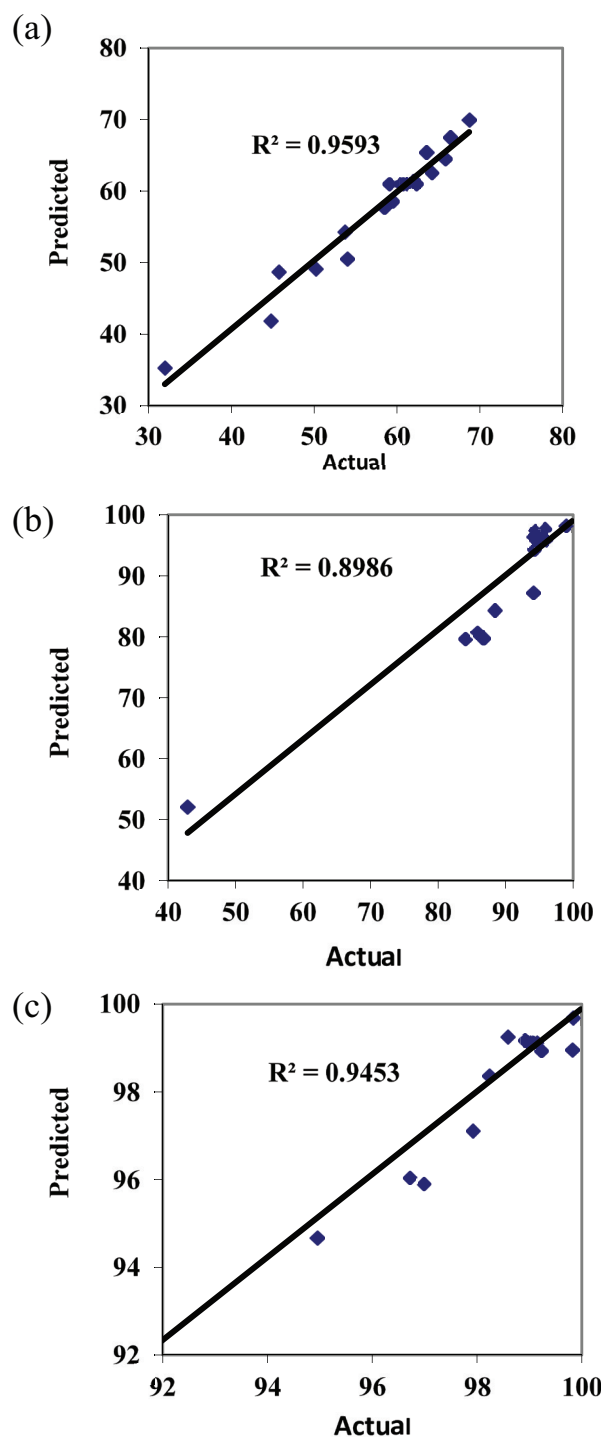 (a)
80
70
60
50
40
30
Predicted
R² = 0.9593
30 40 50 60 70 80
Actual
(b)
100
90
80
70
60
50
40
Predicted
R² = 0.8986
40 50 60 70 80 90 100
Actual
(c)
100
98
96
94
92
Predicted
R² = 0.9453
92 94 96 98 100
Actual